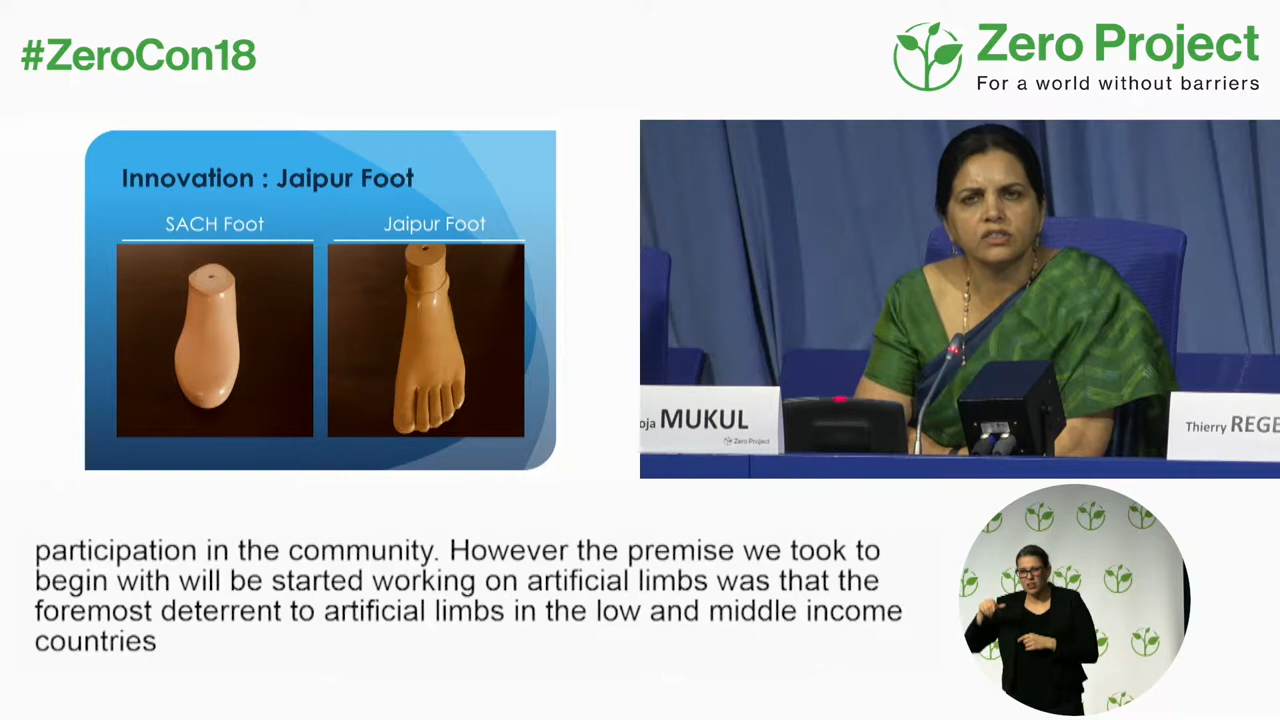 #ZeroCon18
Zero Project
For a world without barriers
Innovation : Jaipur Foot
SACH Foot
Jaipur Foot
oja MUKUL
Zero Project
Thierry REGE
participation in the community. However the premise we took to
begin with will be started working on artificial limbs was that the
foremost deterrent to artificial limbs in the low and middle income
countries